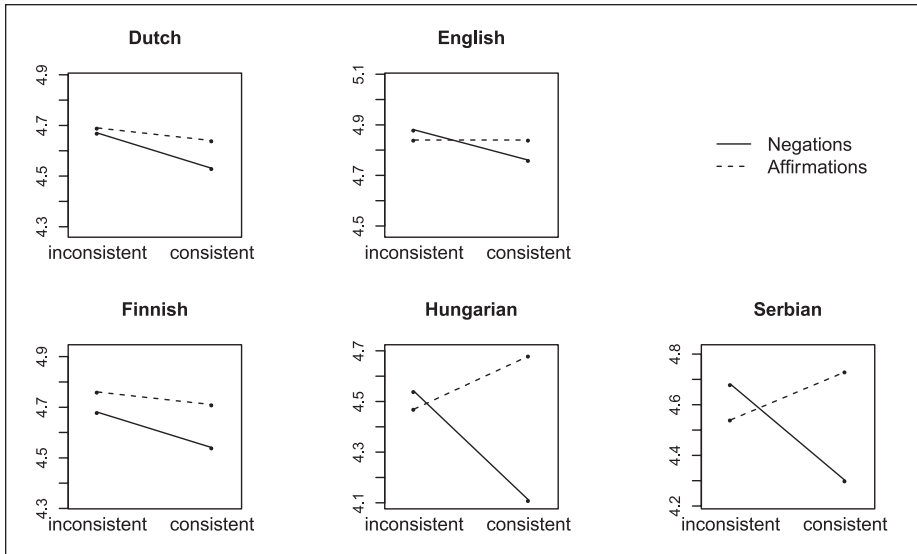 Dutch
4.9
4.7
4.5
4.3
inconsistent consistent
English
5.1
4.9
4.7
4.5
inconsistent consistent
Negations
Affirmations
Finnish
4.9
4.7
4.5
4.3
inconsistent consistent
Hungarian
4.7
4.5
4.3
4.1
inconsistent consistent
Serbian
4.8
4.6
4.4
4.2
inconsistent consistent